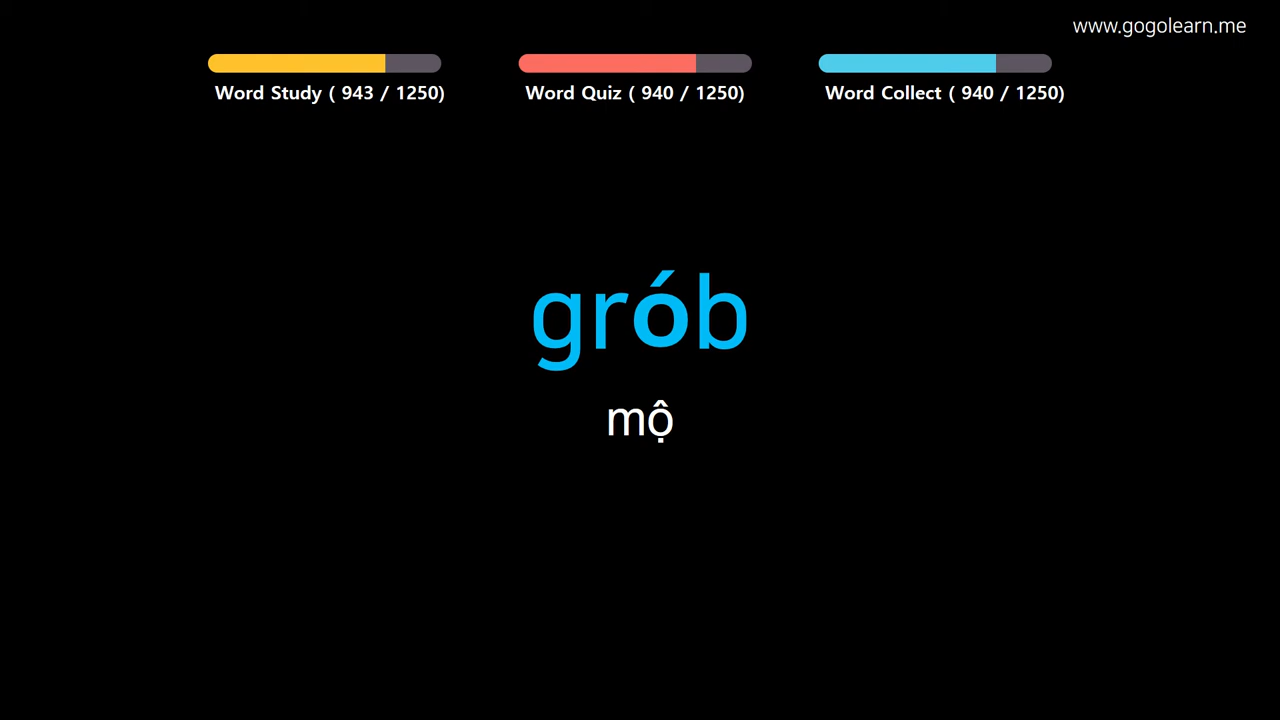 www.gogolearn.me
Word Study ( 943 / 1250)
Word Quiz ( 940 / 1250)
Word Collect ( 940 / 1250)
grób
mộ